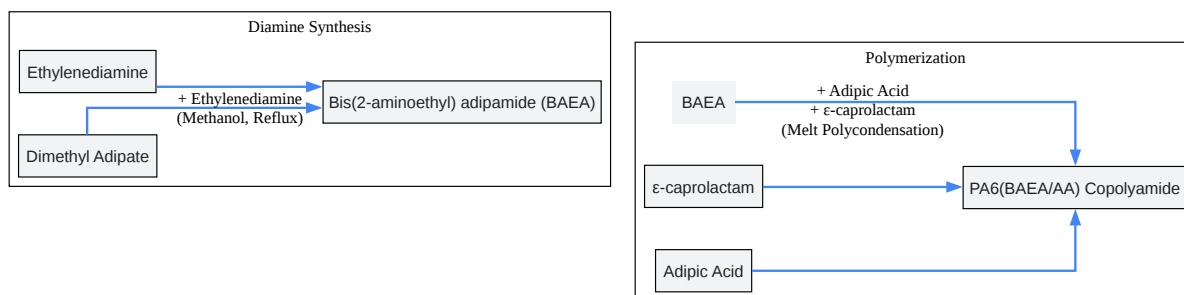 Diamine Synthesis
Ethylenediamine
+ Ethylenediamine
(Methanol, Reflux)
Bis(2-aminoethyl) adipamide (BAEA)
Dimethyl Adipate
Polymerization
BAEA
+ Adipic Acid
+ ε-caprolactam
(Melt Polycondensation)
ε-caprolactam
PA6(BAEA/AA) Copolyamide
Adipic Acid